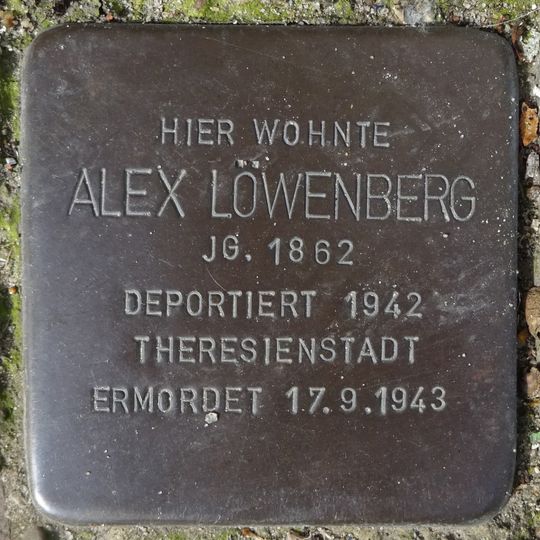 HIER WOHNTE
ALEX LÖWENBERG
JG. 1862
DEPORTIERT 1942
THERESIENSTADT
ERMORDET 17.9.1943